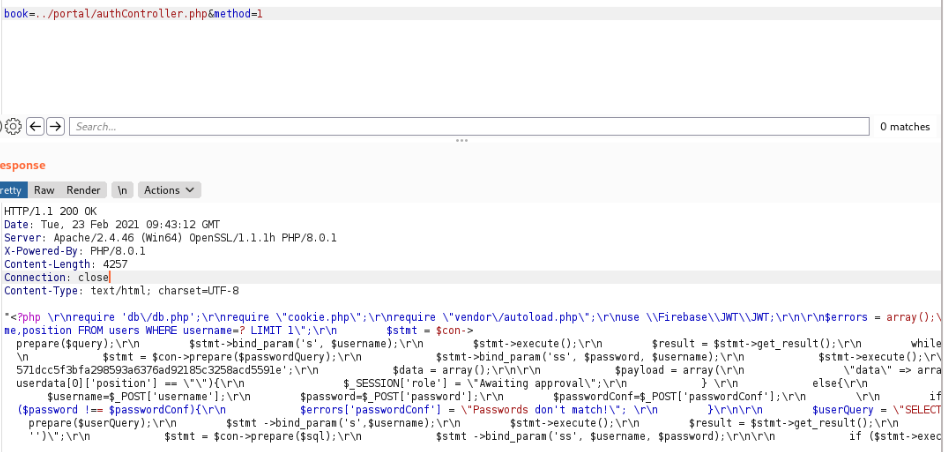 book=../portal/authController.php&method=1
Search...
0 matches
esponse
retty Raw Render \n Actions
HTTP/1.1 200 OK
Date: Tue, 23 Feb 2021 09:43:12 GMT
Server: Apache/2.4.46 (Win64) OpenSSL/1.1.1h PHP/8.0.1
X-Powered-By: PHP/8.0.1
Content-Length: 4257
Connection: close
Content-Type: text/html; charset=UTF-8
"<?php \r\nrequire 'db\/db.php';\r\nrequire \"cookie.php\";\r\nrequire \"vendor\/autoload.php\";\r\nuse \\Firebase\\JWT\\JWT;\r\n\r\n$errors = array();\
me,position FROM users WHERE username=? LIMIT 1\";\r\n $stmt = $con->
prepare($query);\r\n $stmt->bind_param('s', $username);\r\n $stmt->execute();\r\n $result = $stmt->get_result();\r\n while
\n $stmt = $con->prepare($passwordQuery);\r\n $stmt->bind_param('ss', $password, $username);\r\n $stmt->execute();\r\
571dcc5f3bfa298593a6376ad92185c3258acd5591e';\r\n $data = array();\r\n\r\n $payload = array(\r\n \"data\" => arra
userdata[0]['position'] == \"\"){\r\n $_SESSION['role'] = \"Awaiting approval\";\r\n } \r\n else{\r\n
$username=$_POST['username'];\r\n $password=$_POST['password'];\r\n $passwordConf=$_POST['passwordConf'];\r\n \r\n if
($password !== $passwordConf){\r\n $errors['passwordConf'] = \"Passwords don't match!\"; \r\n }\r\n\r\n $userQuery = \"SELECT
prepare($userQuery);\r\n $stmt ->bind_param('s',$username);\r\n $stmt->execute();\r\n $result = $stmt->get_result();\r\n
'')\";\r\n $stmt = $con->prepare($sql);\r\n $stmt ->bind_param('ss', $username, $password);\r\n\r\n if ($stmt->exec